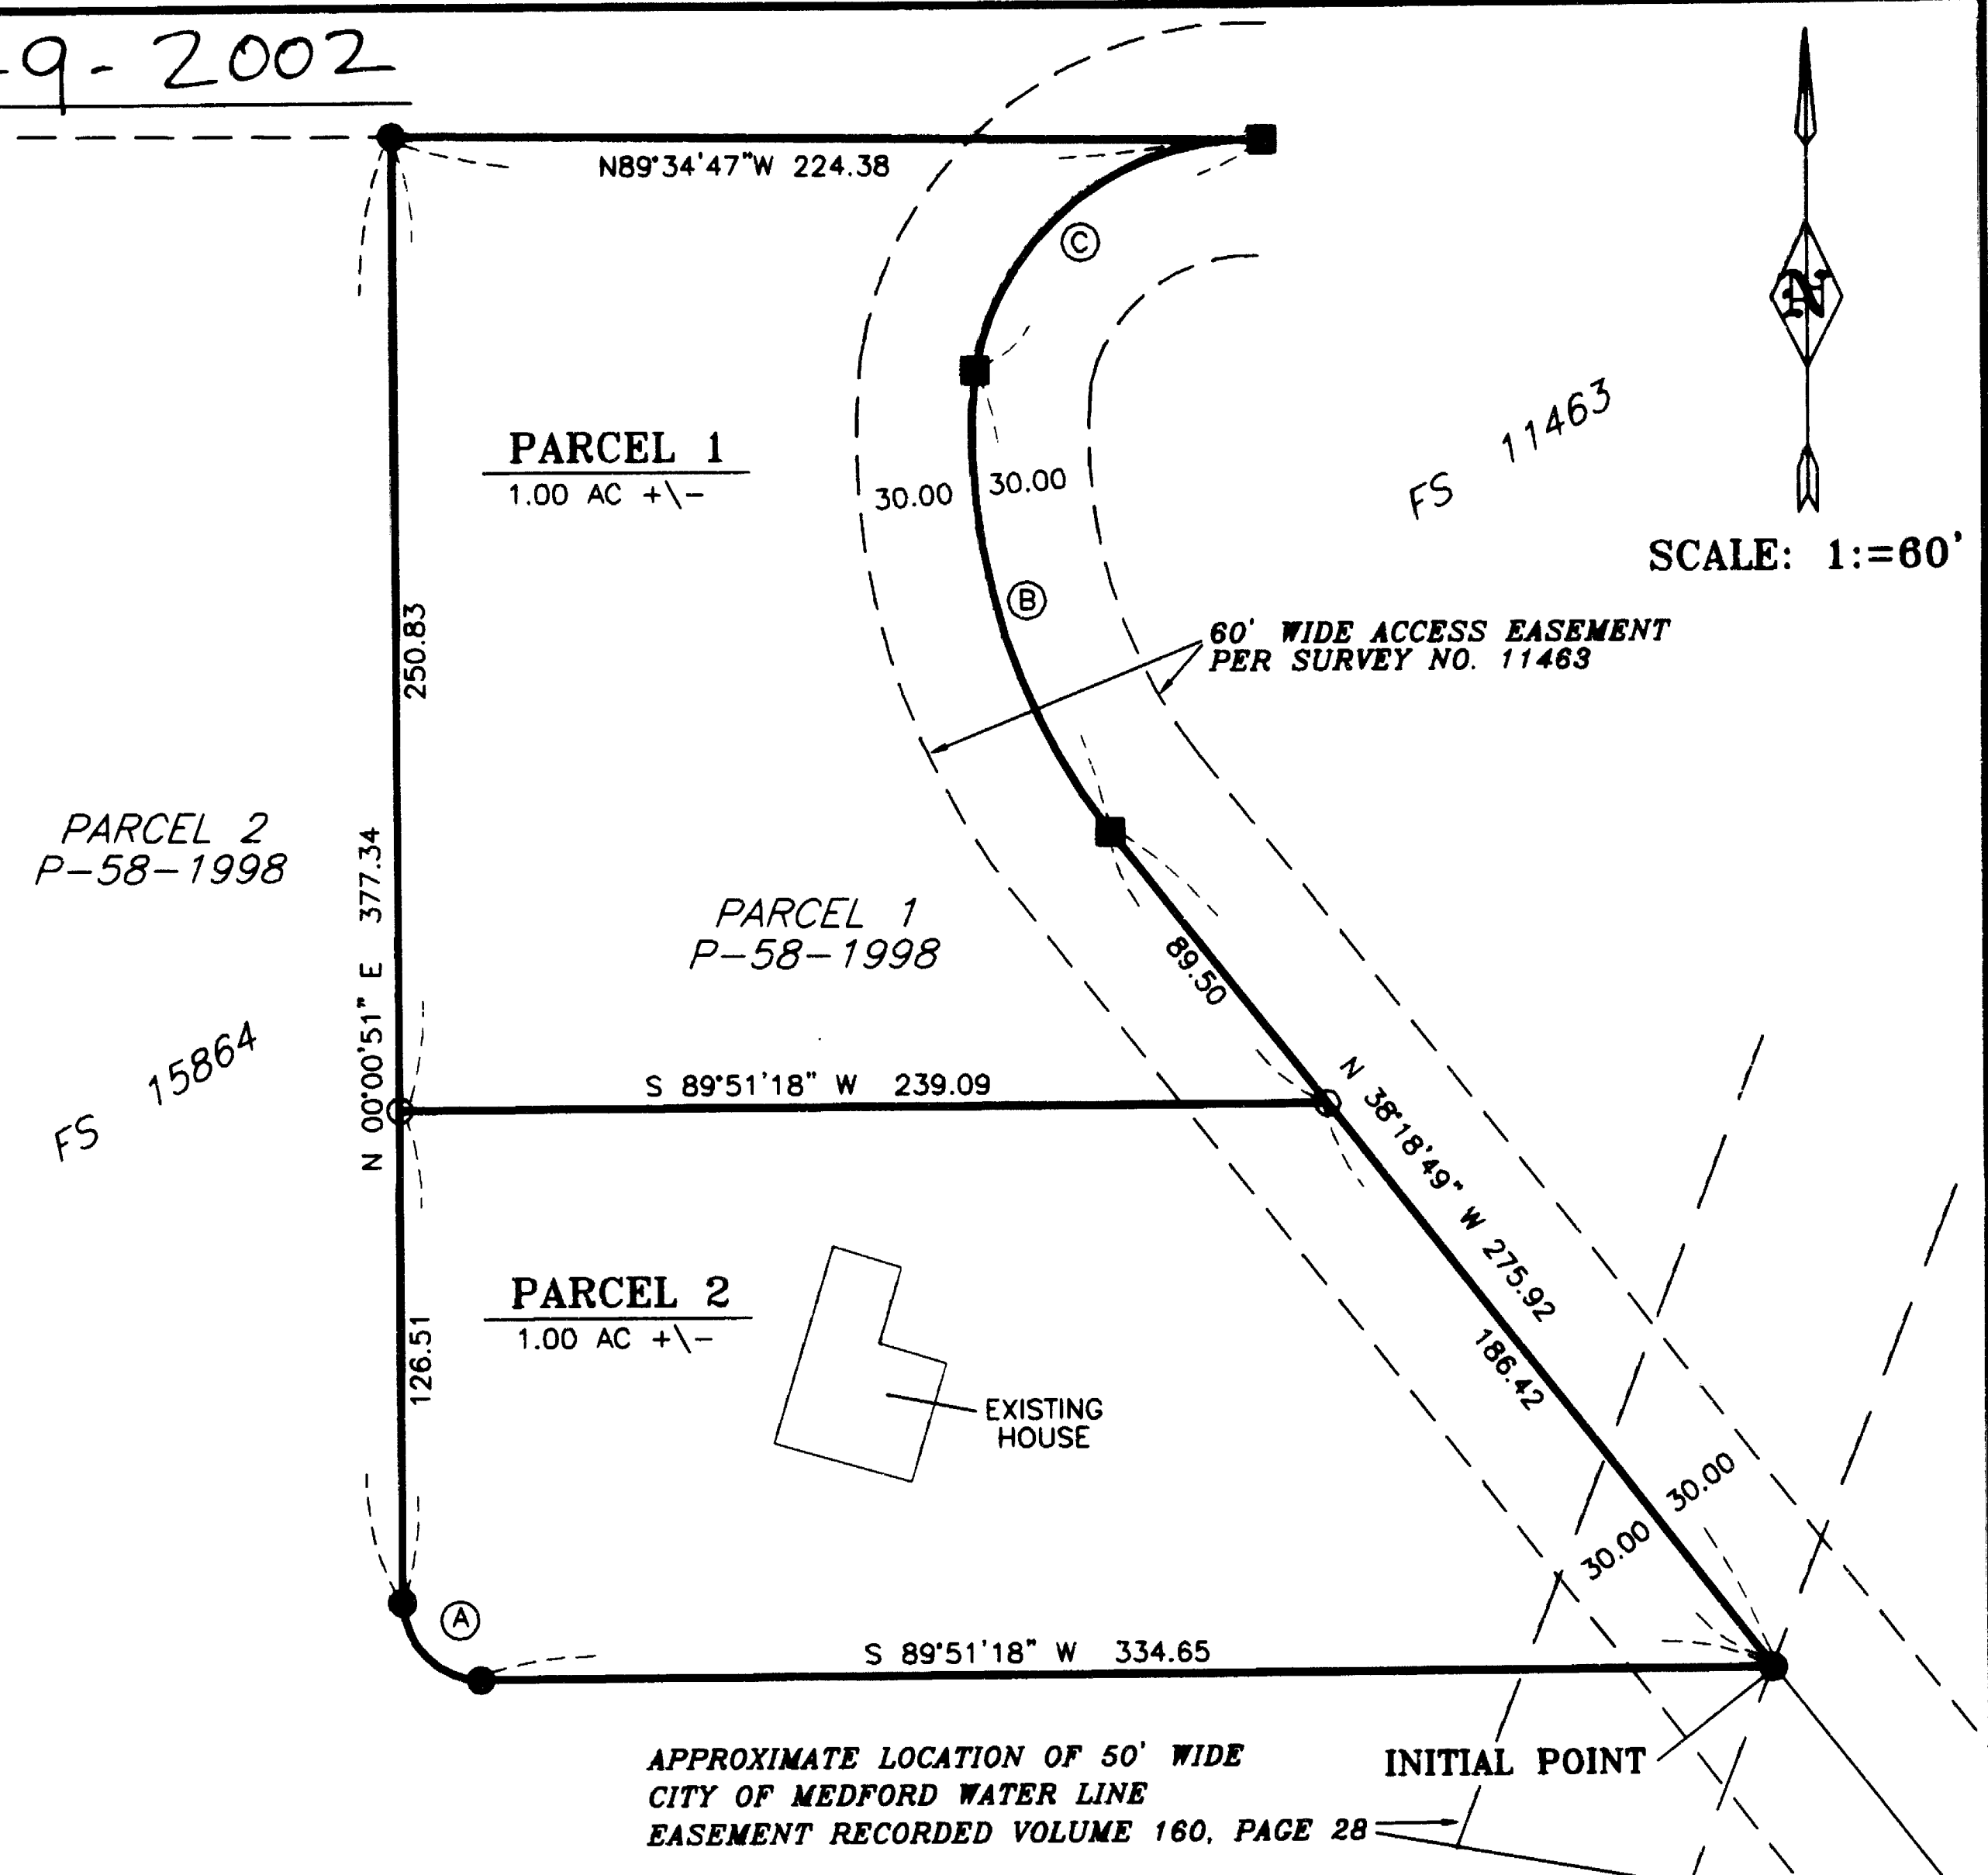 -9-2002
N89°34'47"W 224.38
C
N
PARCEL 1
1.00 AC +\-
30.00
30.00
FS 11463
SCALE: 1:=60'
B
250.83
60' WIDE ACCESS EASEMENT
PER SURVEY NO. 11463
PARCEL 2
P-58-1998
N 00°00'51" E 377.34
PARCEL 1
P-58-1998
89.50
FS 15864
S 89°51'18" W 239.09
N 38°18'49" W 275.92
PARCEL 2
1.00 AC +\-
126.51
186.42
EXISTING
HOUSE
30.00
30.00
A
S 89°51'18" W 334.65
APPROXIMATE LOCATION OF 50' WIDE
CITY OF MEDFORD WATER LINE
EASEMENT RECORDED VOLUME 160, PAGE 28
INITIAL POINT